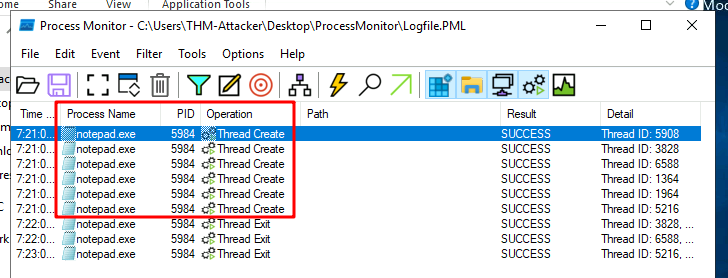 Share View Application Tools
Process Monitor - C:\Users\THM-Attacker\Desktop\ProcessMonitor\Logfile.PML
File Edit Event Filter Tools Options Help
Time ... Process Name PID Operation Path Result Detail
7:21:0... notepad.exe 5984 Thread Create SUCCESS Thread ID: 5908
7:21:0... notepad.exe 5984 Thread Create SUCCESS Thread ID: 3828
7:21:0... notepad.exe 5984 Thread Create SUCCESS Thread ID: 6588
7:21:0... notepad.exe 5984 Thread Create SUCCESS Thread ID: 1364
7:21:0... notepad.exe 5984 Thread Create SUCCESS Thread ID: 1964
7:21:0... notepad.exe 5984 Thread Create SUCCESS Thread ID: 5216
7:22:0... notepad.exe 5984 Thread Exit SUCCESS Thread ID: 3828, ...
7:22:0... notepad.exe 5984 Thread Exit SUCCESS Thread ID: 6588, ...
7:23:0... notepad.exe 5984 Thread Exit SUCCESS Thread ID: 5216, ...